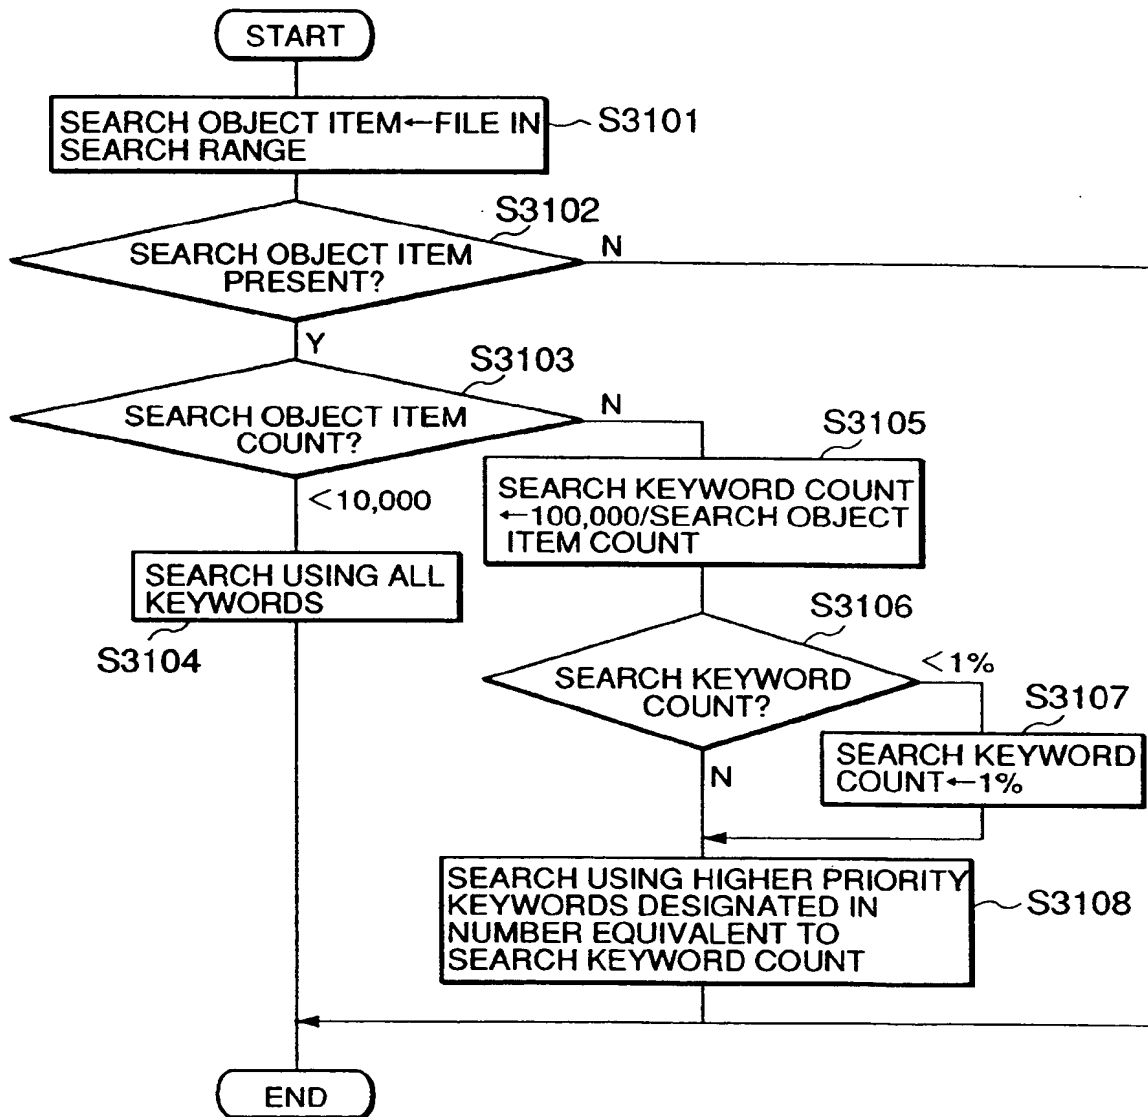 START
SEARCH OBJECT ITEM←FILE IN
SEARCH RANGE
S3101
S3102
SEARCH OBJECT ITEM
PRESENT?
N
Y
S3103
SEARCH OBJECT ITEM
COUNT?
N
<10,000
S3105
SEARCH KEYWORD COUNT
←100,000/SEARCH OBJECT
ITEM COUNT
SEARCH USING ALL
KEYWORDS
S3104
S3106
SEARCH KEYWORD
COUNT?
<1%
N
S3107
SEARCH KEYWORD
COUNT←1%
SEARCH USING HIGHER PRIORITY
KEYWORDS DESIGNATED IN
NUMBER EQUIVALENT TO
SEARCH KEYWORD COUNT
S3108
END